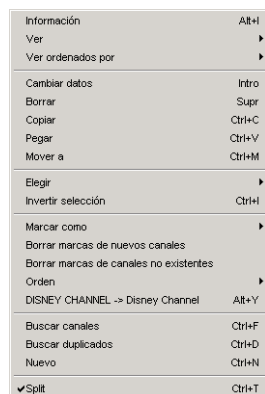 Información Alt+I
Ver
Ver ordenados por
Cambiar datos Intro
Borrar Supr
Copiar Ctrl+C
Pegar Ctrl+V
Mover a Ctrl+M
Elegir
Invertir selección Ctrl+I
Marcar como
Borrar marcas de nuevos canales
Borrar marcas de canales no existentes
Orden
DISNEY CHANNEL -> Disney Channel Alt+Y
Buscar canales Ctrl+F
Buscar duplicados Ctrl+D
Nuevo Ctrl+N
Split Ctrl+T